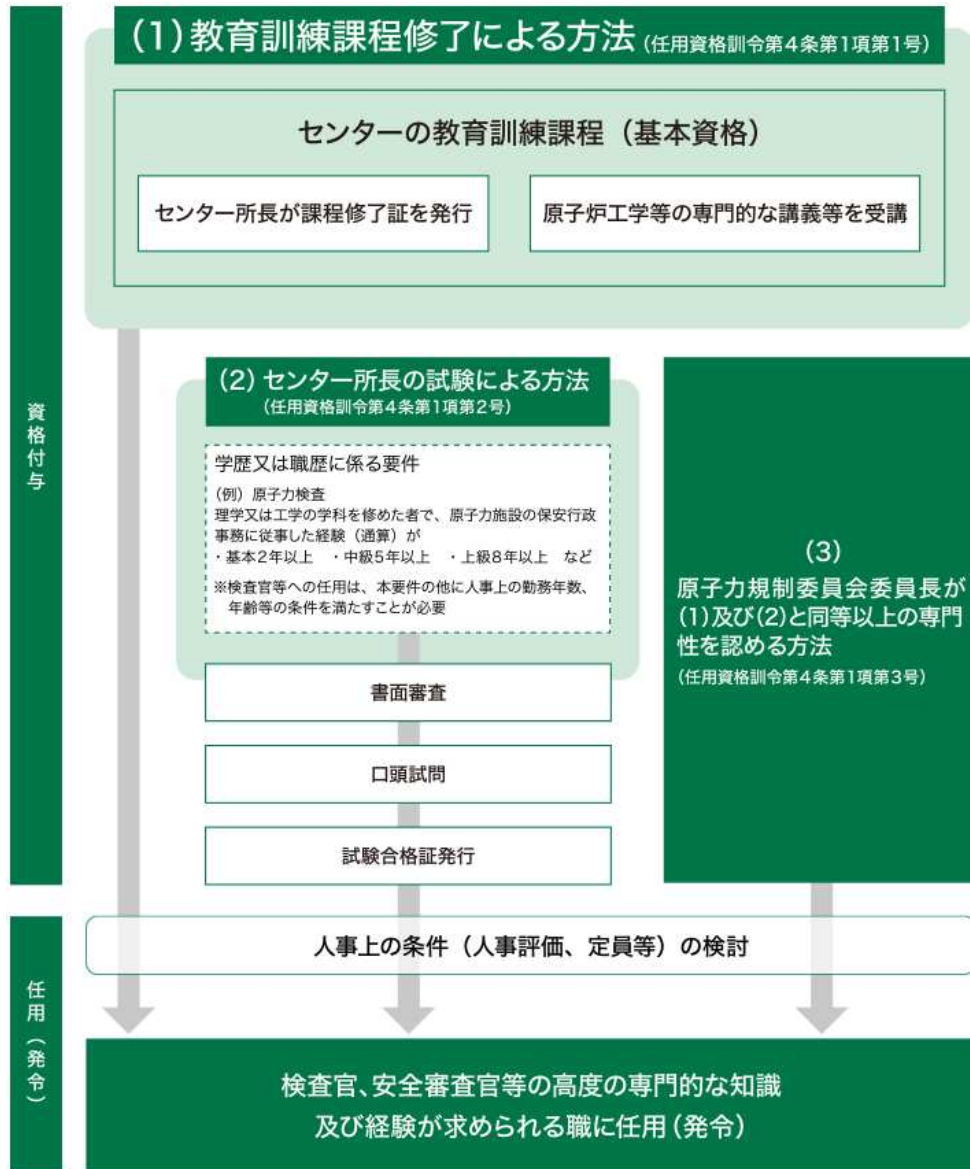 (1)教育訓練課程修了による方法(任用資格訓令第4条第1項第1号)
センターの教育訓練課程（基本資格）
センター所長が課程修了証を発行
原子炉工学等の専門的な講義等を受講
資格付与
(2)センター所長の試験による方法
(任用資格訓令第4条第1項第2号)
学歴又は職歴に係る要件
(例）原子力検査
理学又は工学の学科を修めた者で、原子力施設の保安行政
事務に従事した経験（通算）が
・基本2年以上　・中級5年以上　・上級8年以上　など
※検査官等への任用は、本要件の他に人事上の勤務年数、
年齢等の条件を満たすことが必要
書面審査
口頭試問
試験合格証発行
(3)
原子力規制委員会委員長が
(1)及び(2)と同等以上の専門
性を認める方法
(任用資格訓令第4条第1項第3号)
任用（発令）
人事上の条件（人事評価、定員等）の検討
検査官、安全審査官等の高度の専門的な知識
及び経験が求められる職に任用(発令)